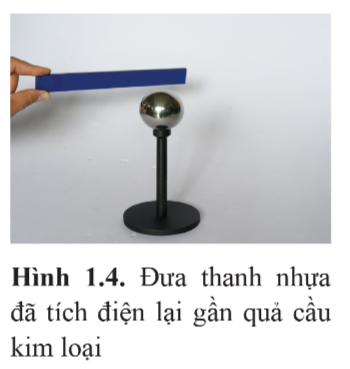 Hình 1.4. Đưa thanh nhựa
đã tích điện lại gần quả cầu
kim loại